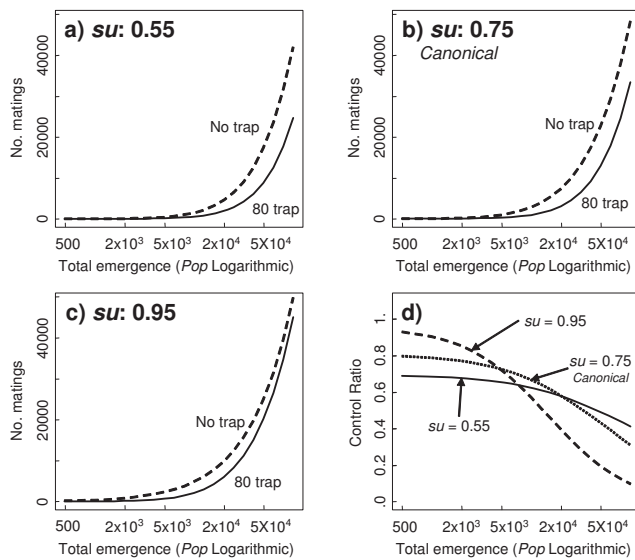 a) su: 0.55
No. matings
40000
20000
0
No trap
80 trap
500 2x10³ 5x10³ 2x10⁴ 5X10⁴
Total emergence (Pop Logarithmic)
b) su: 0.75
Canonical
No. matings
40000
20000
0
No trap
80 trap
500 2x10³ 5x10³ 2x10⁴ 5X10⁴
Total emergence (Pop Logarithmic)
c) su: 0.95
No. matings
40000
20000
0
No trap
80 trap
500 2x10³ 5x10³ 2x10⁴ 5X10⁴
Total emergence (Pop Logarithmic)
d)
Control Ratio
1.
0.8
0.6
0.4
0.2
0.0
su = 0.95
su = 0.75
Canonical
su = 0.55
500 2x10³ 5x10³ 2x10⁴ 5X10⁴
Total emergence (Pop Logarithmic)